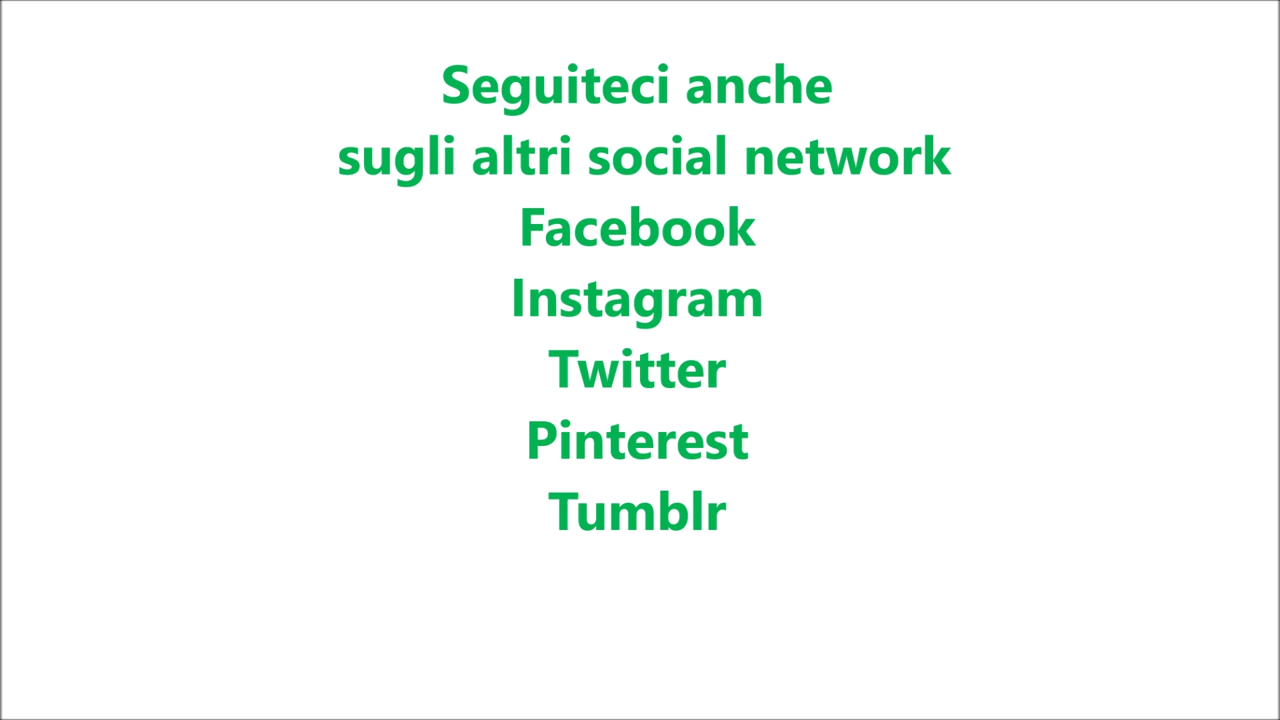 Seguiteci anche
sugli altri social network
Facebook
Instagram
Twitter
Pinterest
Tumblr